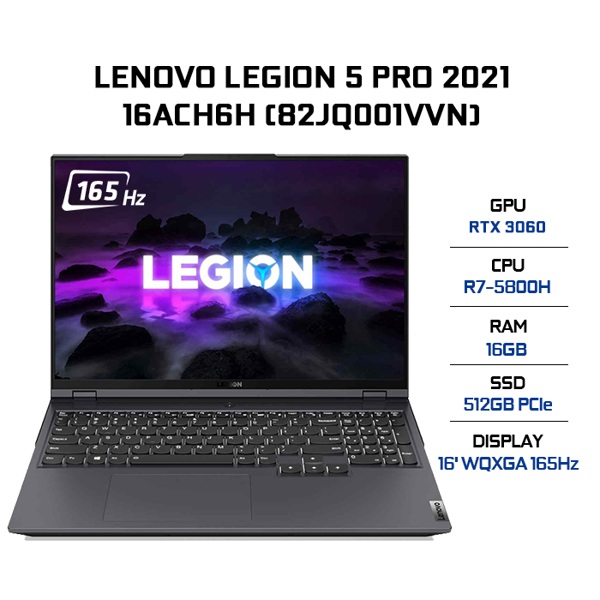 LENOVO LEGION 5 PRO 2021
16ACH6H (82JQ001VVN)
165 Hz
LEGION
LEGION
Lenovo
GPU
RTX 3060
CPU
R7-5800H
RAM
16GB
SSD
512GB PCIe
DISPLAY
16' WQXGA 165Hz